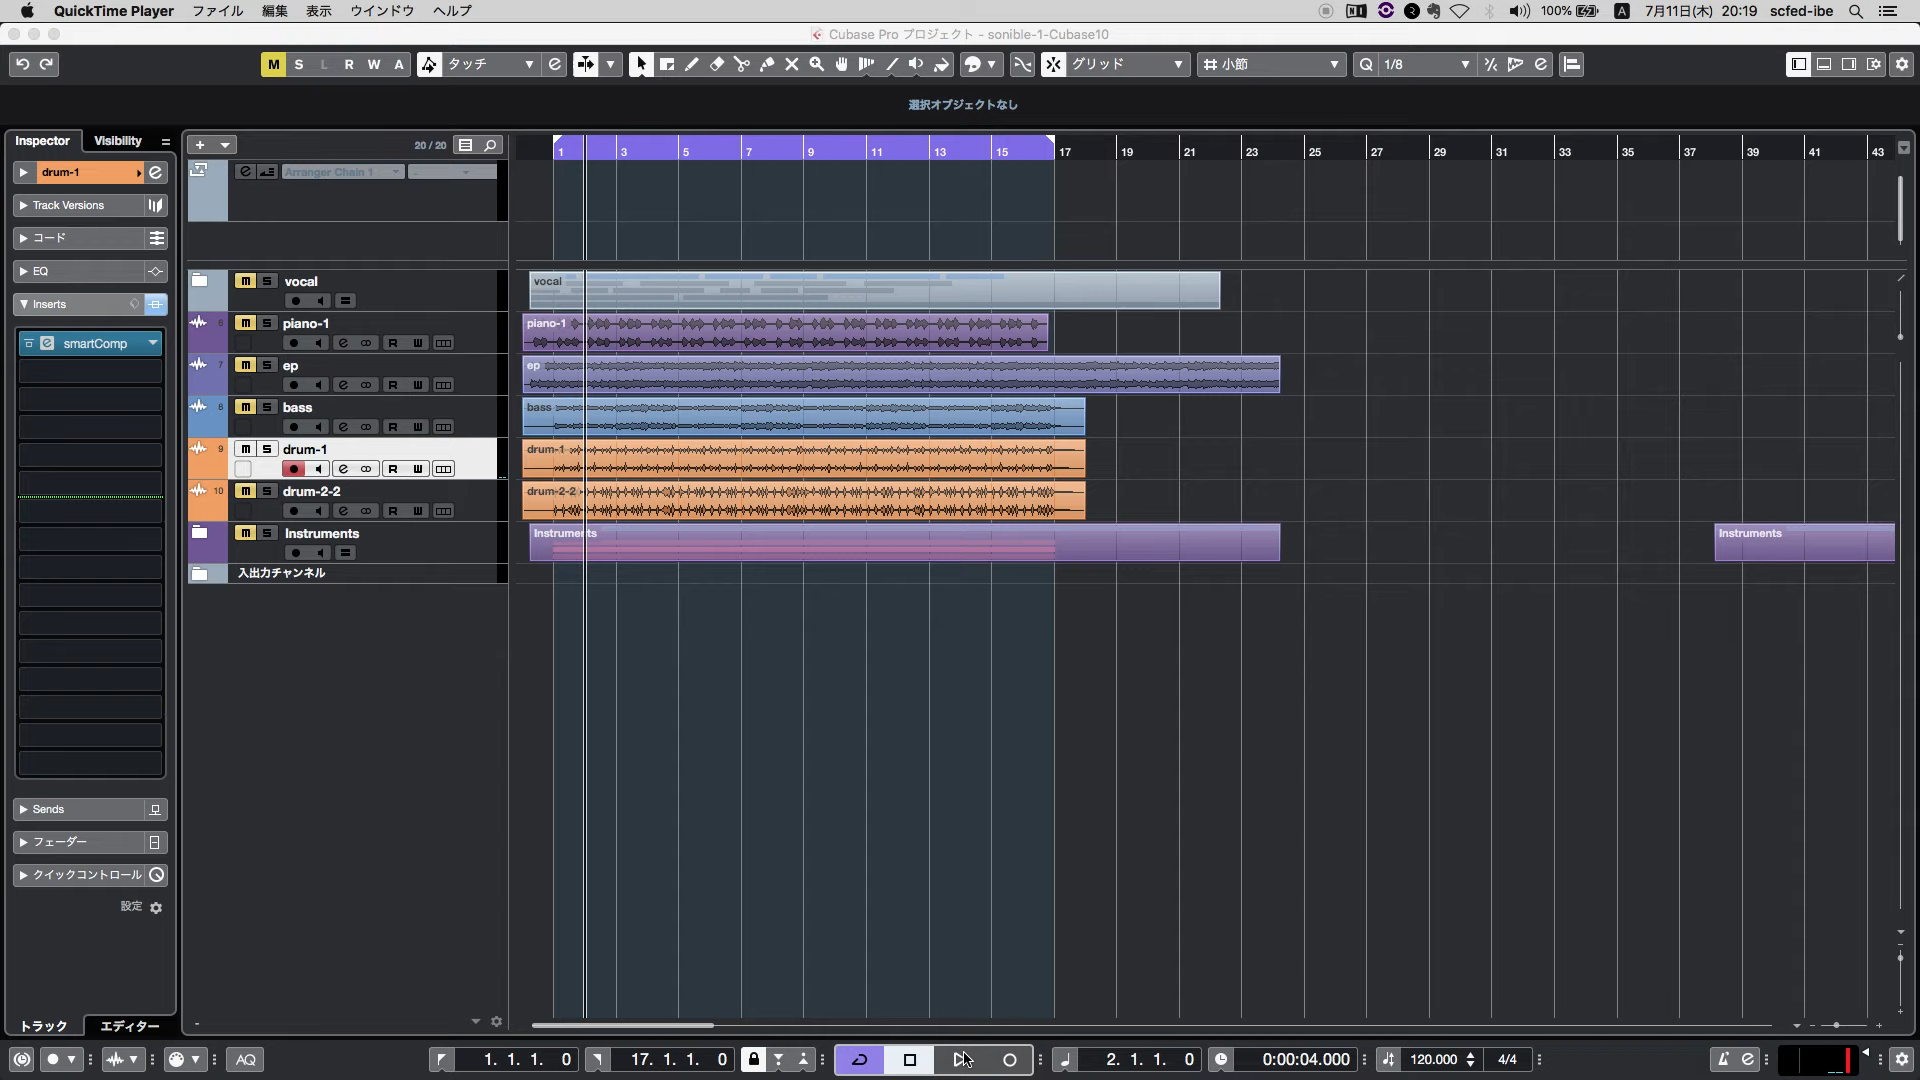 QuickTime Player ファイル 編集 表示 ウインドウ ヘルプ 100% A 7月11日(木) 20:19 scfed-ibe
Cubase Pro プロジェクト - sonible-1-Cubase10
M S L R W A タッチ グリッド 小節 Q 1/8
選択オブジェクトなし
Inspector Visibility
20 / 20
1 3 5 7 9 11 13 15 17 19 21 23 25 27 29 31 33 35 37 39 41 43
drum-1
Arranger Chain 1
Track Versions
コード
EQ
Inserts
smartComp
m S vocal
vocal
6 m S piano-1
R W
piano-1
7 m S ep
R W
ep
8 m S bass
R W
bass
9 m S drum-1
R W
drum-1
10 m S drum-2-2
R W
drum-2-2
m S Instruments
Instruments
Instruments
入出力チャンネル
Sends
フェーダー
クイックコントロール
設定
トラック エディター
AQ 1. 1. 1. 0 17. 1. 1. 0 2. 1. 1. 0 0:00:04.000 120.000 4/4